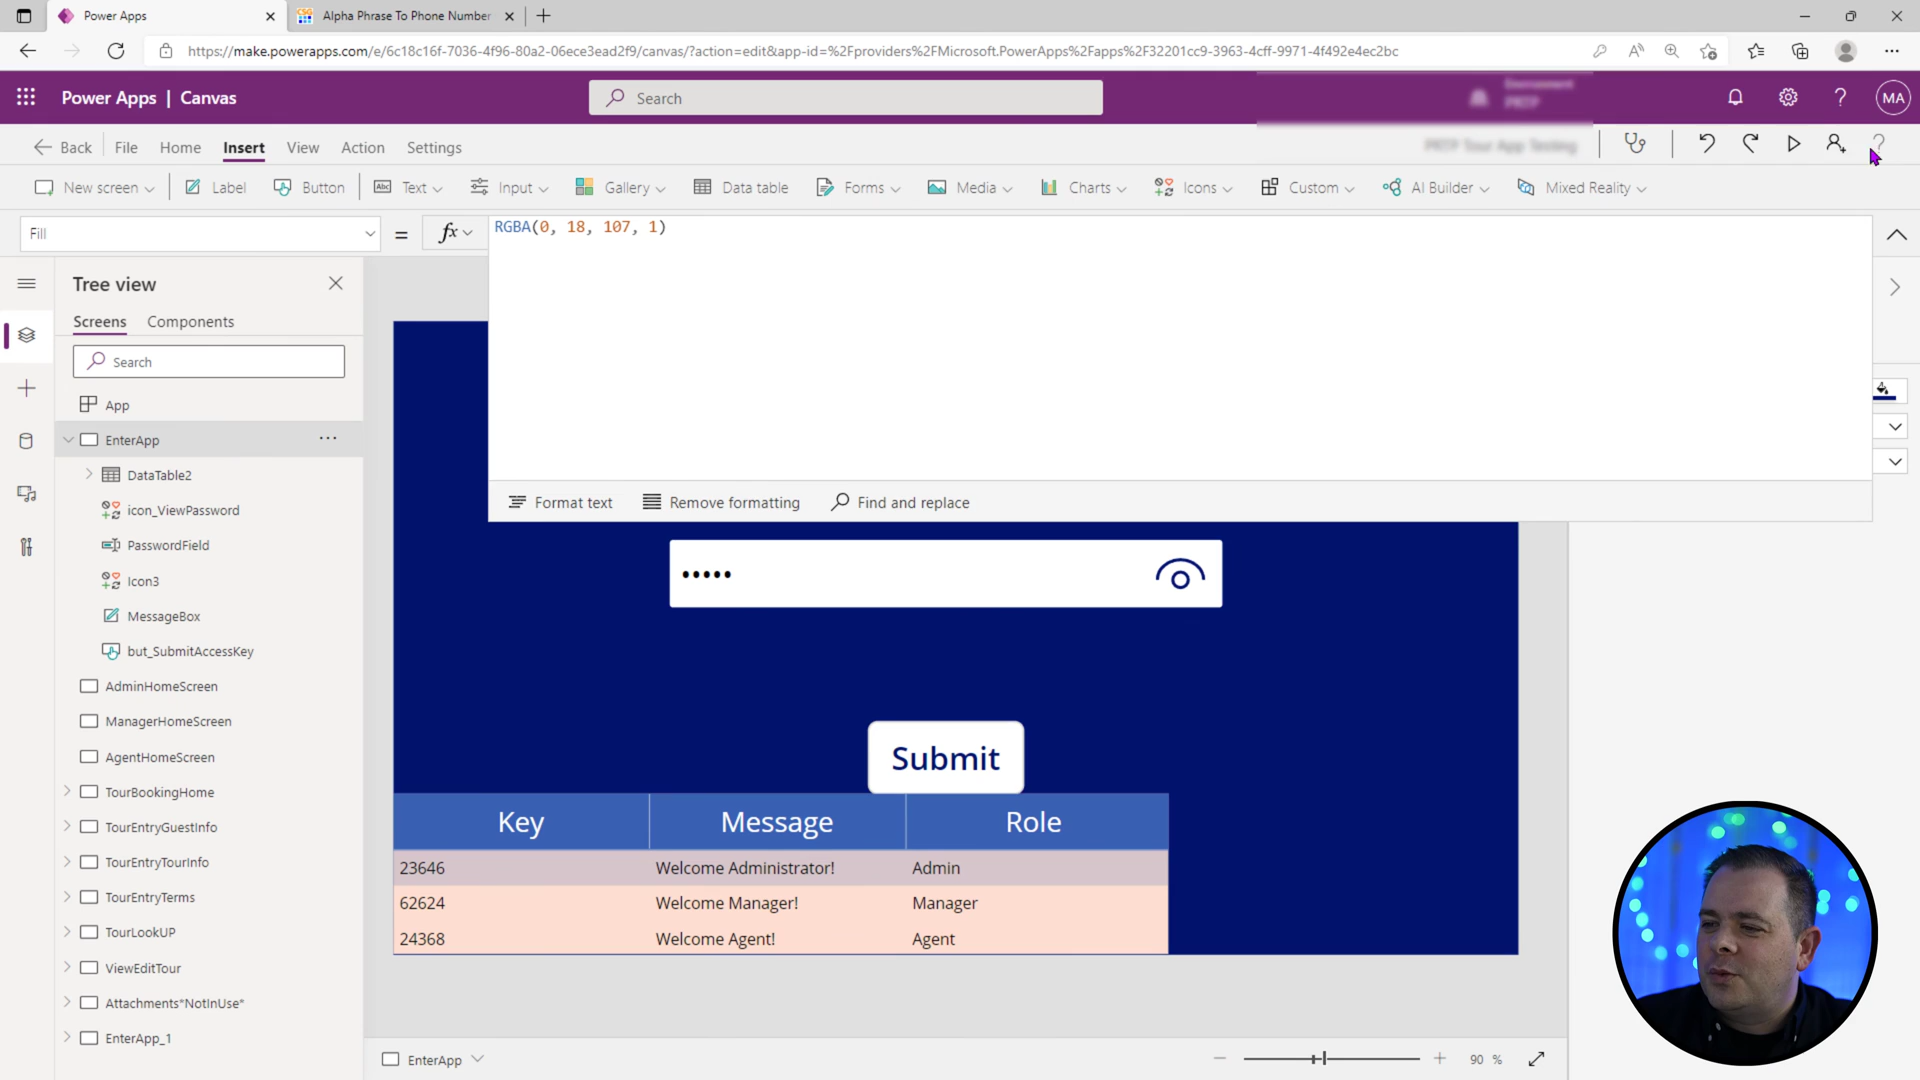 Power Apps
CSG
Alpha Phrase To Phone Number
https://make.powerapps.com/e/6c18c16f-7036-4f96-80a2-06ece3ead2f9/canvas/?action=edit&app-id=%2Fproviders%2FMicrosoft.PowerApps%2Fapps%2F32201cc9-3963-4cff-9971-4f492e4ec2bc
Power Apps | Canvas
Search
MA
Back
File
Home
Insert
View
Action
Settings
PRTP Tour App Testing
New screen
Label
Button
Text
Input
Gallery
Data table
Forms
Media
Charts
Icons
Custom
AI Builder
Mixed Reality
Fill
=
fx
RGBA(0, 18, 107, 1)
Tree view
Screens
Components
Search
App
EnterApp
DataTable2
icon_ViewPassword
PasswordField
Icon3
MessageBox
but_SubmitAccessKey
AdminHomeScreen
ManagerHomeScreen
AgentHomeScreen
TourBookingHome
TourEntryGuestInfo
TourEntryTourInfo
TourEntryTerms
TourLookUP
ViewEditTour
Attachments*NotInUse*
EnterApp_1
Format text
Remove formatting
Find and replace
•••••
Submit
Key Message Role
23646 Welcome Administrator! Admin
62624 Welcome Manager! Manager
24368 Welcome Agent! Agent
EnterApp
90 %